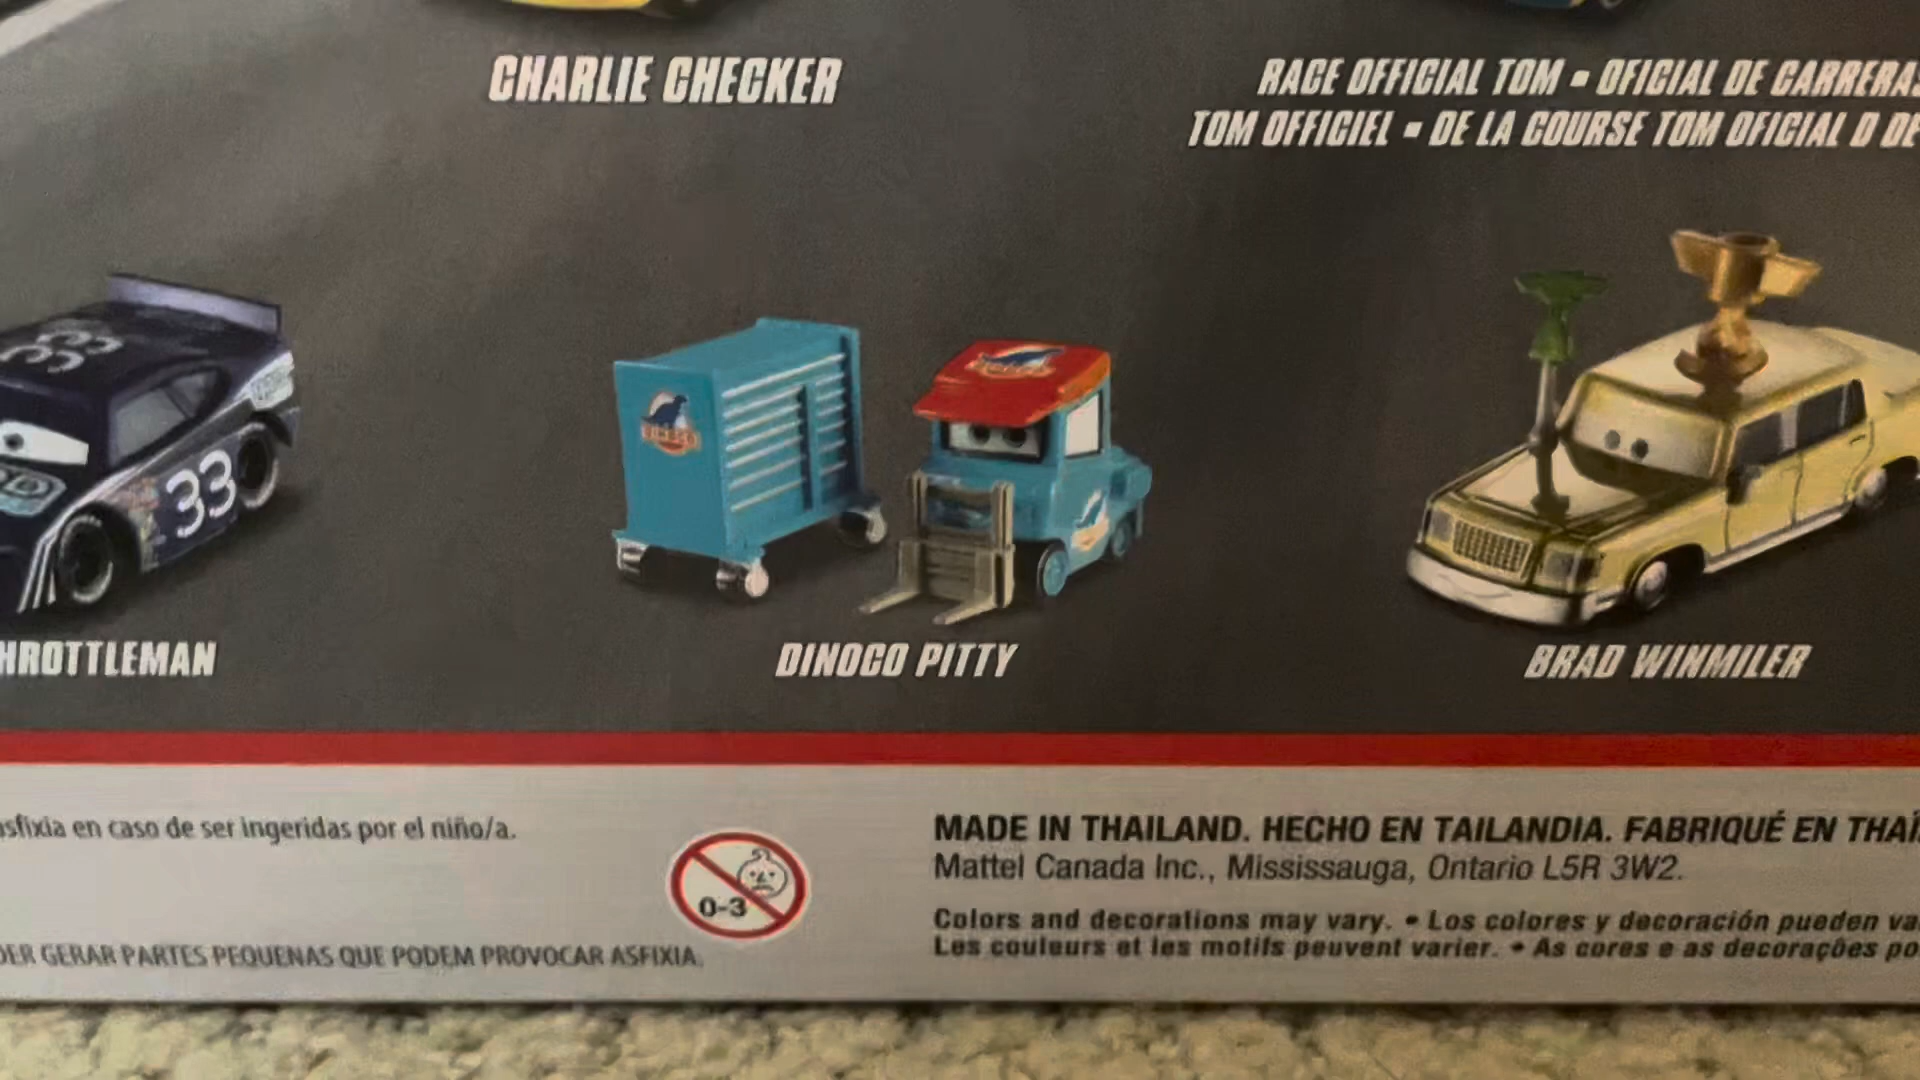 CHARLIE CHECKER
RACE OFFICIAL TOM ▪ OFICIAL DE CARRERAS
TOM OFFICIEL ▪ DE LA COURSE TOM OFICIAL D DE
33
33
HROTTLEMAN
DINOCO PITTY
BRAD WINMILER
asfixia en caso de ser ingeridas por el niño/a.
DER GERAR PARTES PEQUENAS QUE PODEM PROVOCAR ASFIXIA.
0-3
MADE IN THAILAND. HECHO EN TAILANDIA. FABRIQUÉ EN THAÏ
Mattel Canada Inc., Mississauga, Ontario L5R 3W2.
Colors and decorations may vary. • Los colores y decoración pueden va
Les couleurs et les motifs peuvent varier. • As cores e as decorações po